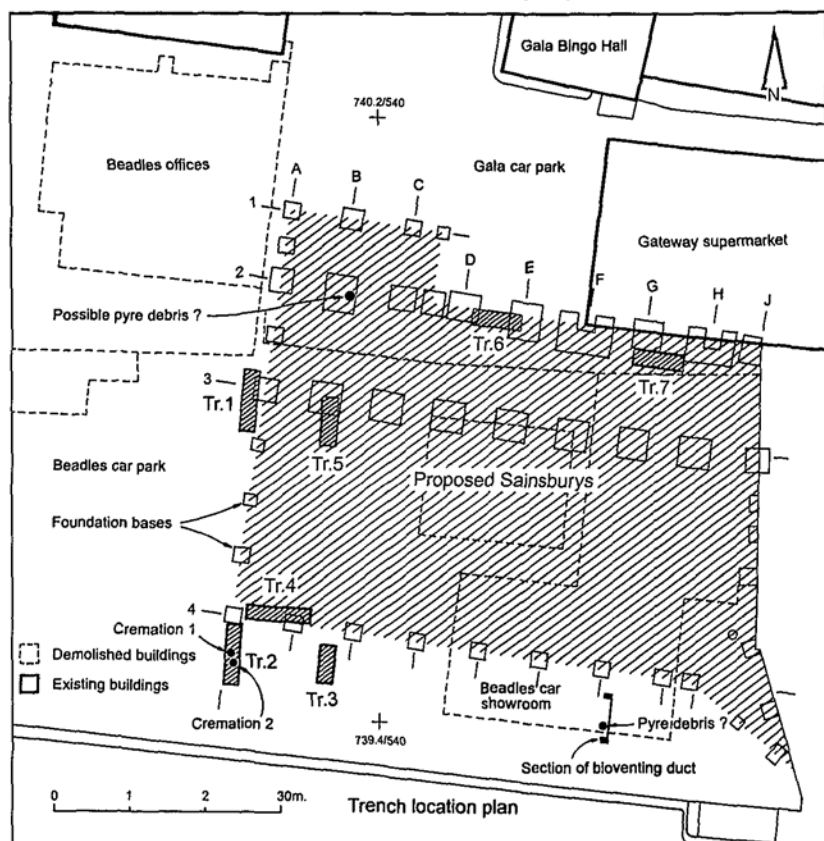 Gala Bingo Hall
N
740.2/540
Beadles offices
Gala car park
A
B
C
1
Gateway supermarket
2
D
E
F
G
H
J
Possible pyre debris ?
Tr.6
Tr.7
3
Tr.1
Tr.5
Beadles car park
Proposed Sainsburys
Foundation bases
Tr.4
4
Cremation 1
Tr.2
Demolished buildings
Tr.3
Existing buildings
Beadles car
showroom
Cremation 2
Pyre debris ?
739.4/540
Section of bioventing duct
0 1 2 30m.
Trench location plan